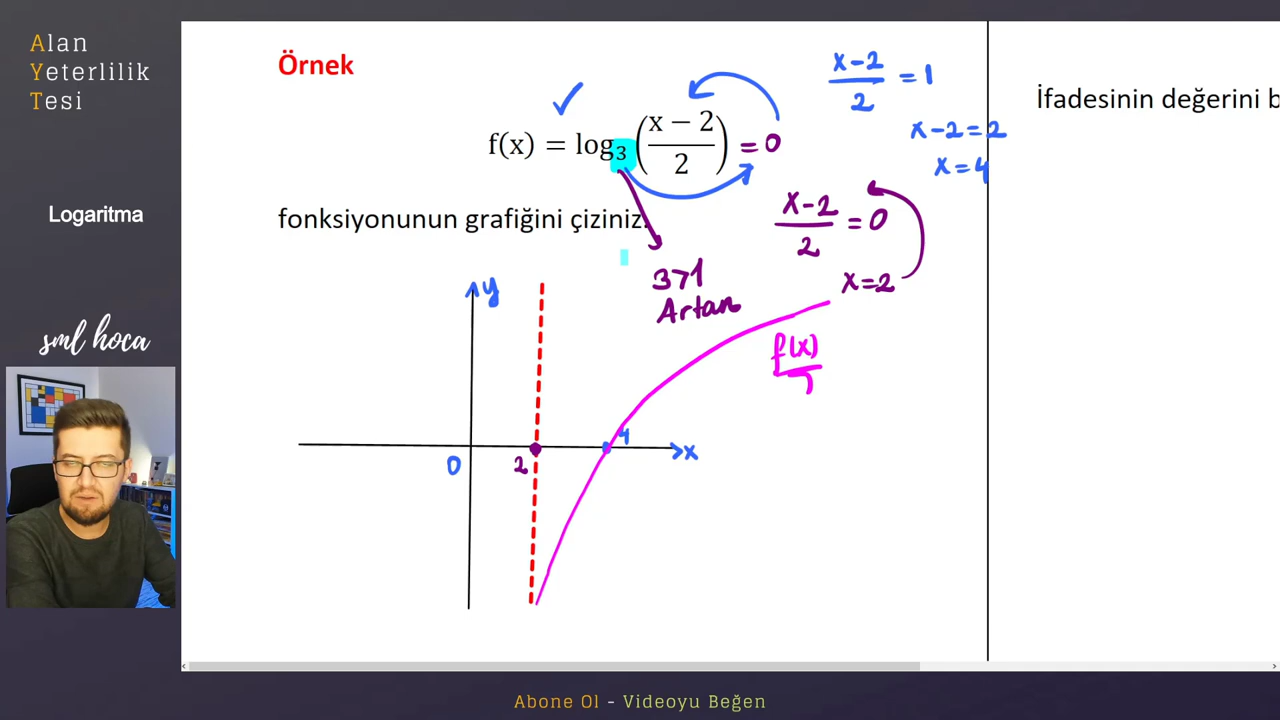 Alan
Yeterlilik
Tesi
Logaritma
sml hoca
Örnek
f(x) = log₃((x − 2)/2) = 0
fonksiyonunun grafiğini çiziniz.
x-2/2 = 1
x-2=2
x=4
x-2/2 = 0
x=2
3>1
Artan
y
f(x)
4
x
0
2
İfadesinin değerini b
Abone Ol - Videoyu Beğen